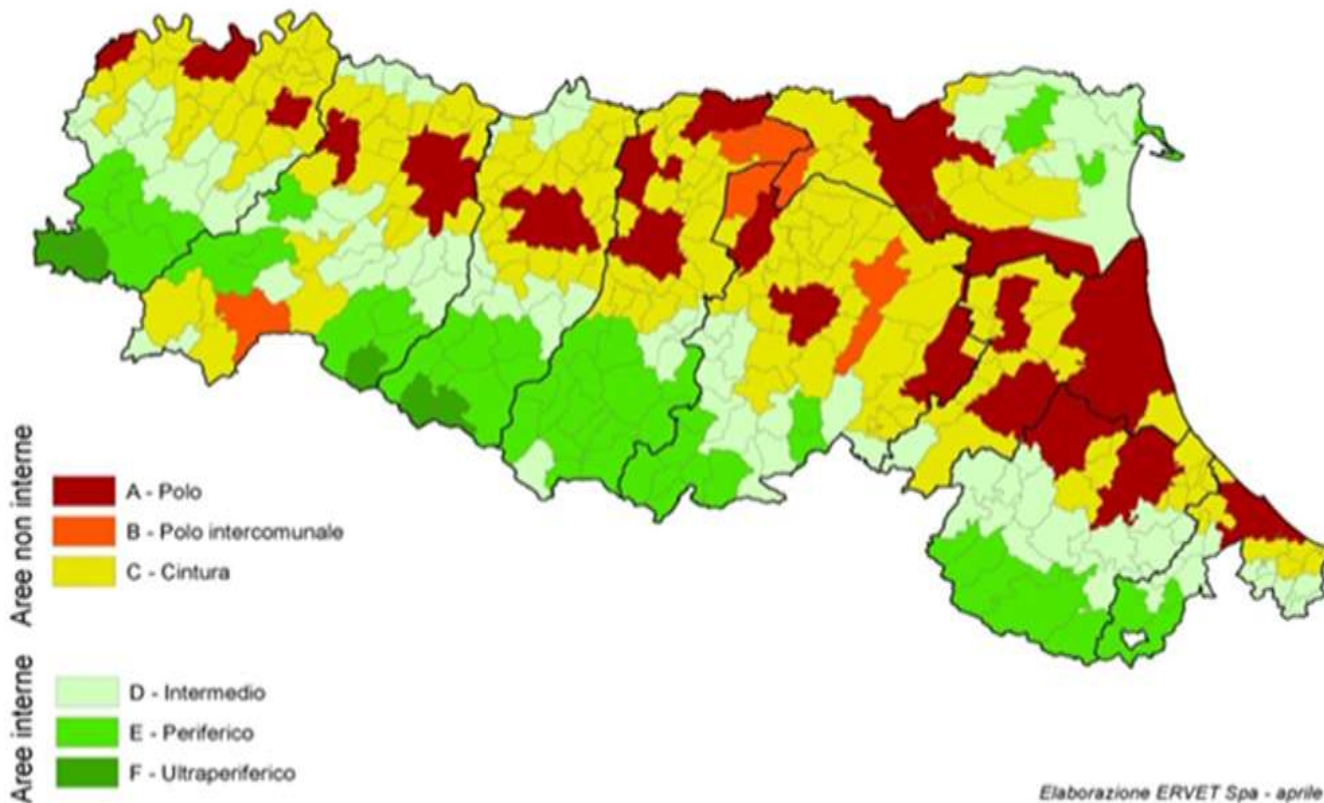 Aree non interne
A - Polo
B - Polo intercomunale
C - Cintura
Aree interne
D - Intermedio
E - Periferico
F - Ultraperiferico
Elaborazione ERVET Spa - aprile